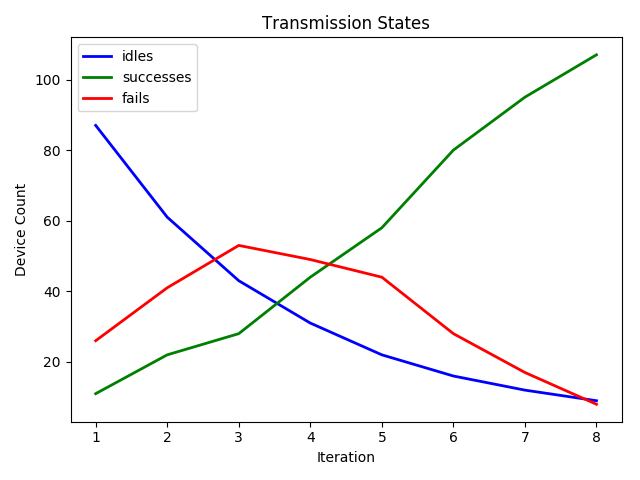 Transmission States
idles
successes
fails
Device Count
100
80
60
40
20
1 2 3 4 5 6 7 8
Iteration